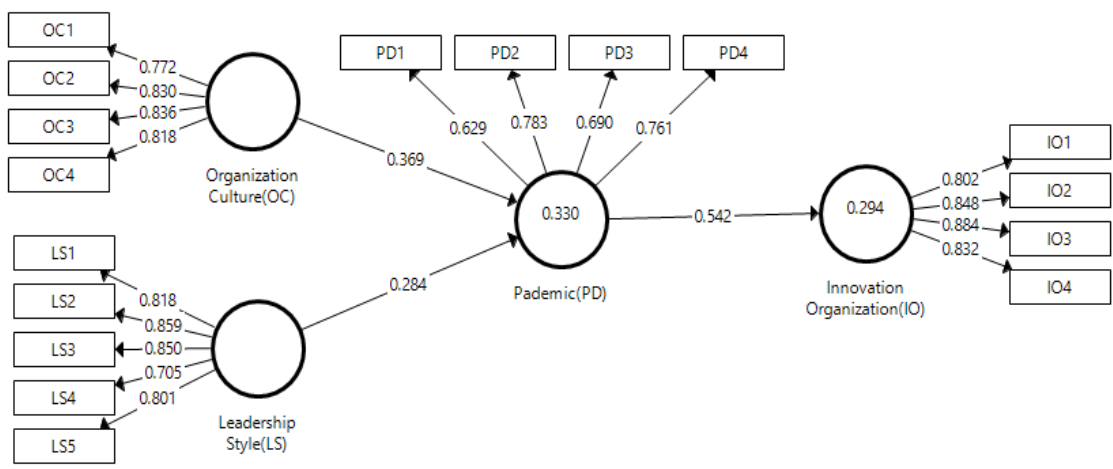 OC1
OC2
OC3
OC4
0.772
0.830
0.836
0.818
Organization
Culture(OC)
PD1
PD2
PD3
PD4
0.629
0.783
0.690
0.761
0.369
0.330
Pademic(PD)
0.542
0.294
Innovation
Organization(IO)
0.802
0.848
0.884
0.832
IO1
IO2
IO3
IO4
LS1
LS2
LS3
LS4
LS5
0.818
0.859
0.850
0.705
0.801
Leadership
Style(LS)
0.284